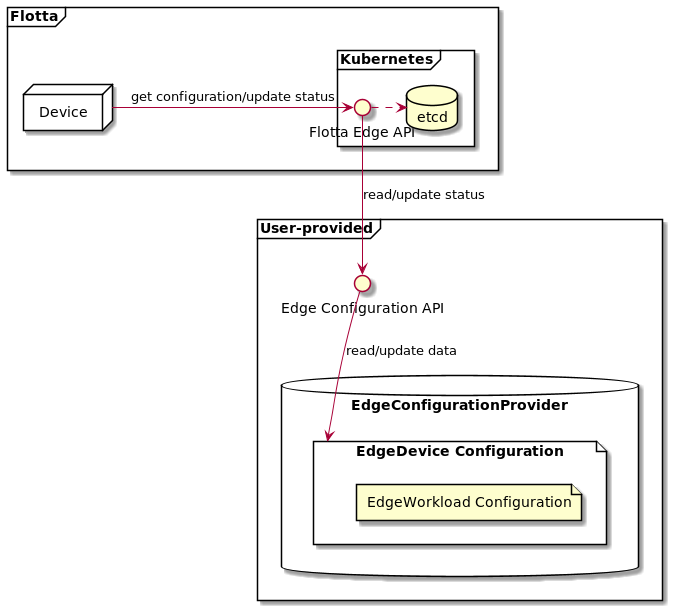 Flotta
Kubernetes
get configuration/update status
Device
etcd
Flotta Edge API
read/update status
User-provided
Edge Configuration API
read/update data
EdgeConfigurationProvider
EdgeDevice Configuration
EdgeWorkload Configuration